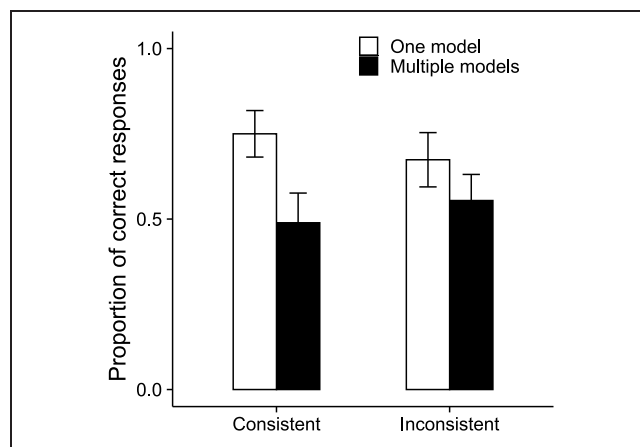 One model
Multiple models
Proportion of correct responses
1.0
0.5
0.0
Consistent
Inconsistent